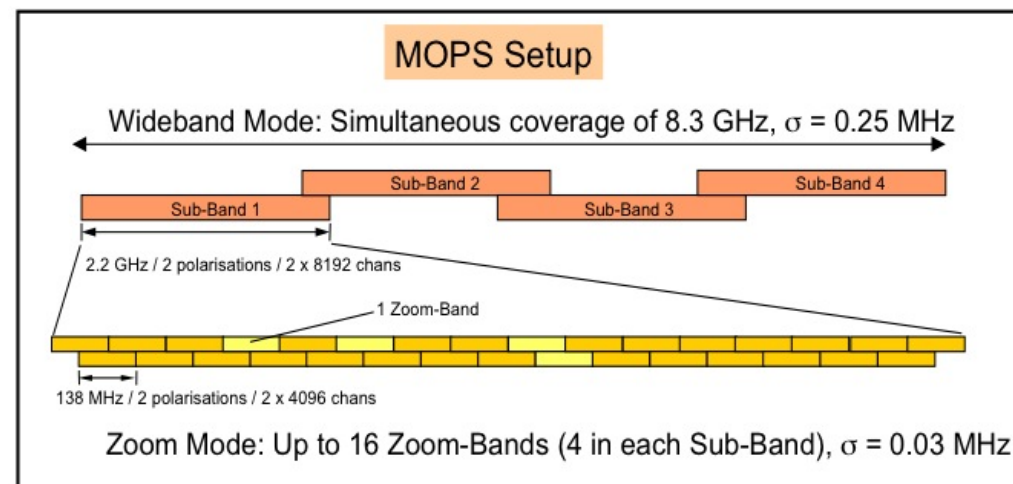 MOPS Setup
Wideband Mode: Simultaneous coverage of 8.3 GHz, σ = 0.25 MHz
Sub-Band 2
Sub-Band 4
Sub-Band 1
Sub-Band 3
2.2 GHz / 2 polarisations / 2 x 8192 chans
1 Zoom-Band
138 MHz / 2 polarisations / 2 x 4096 chans
Zoom Mode: Up to 16 Zoom-Bands (4 in each Sub-Band), σ = 0.03 MHz